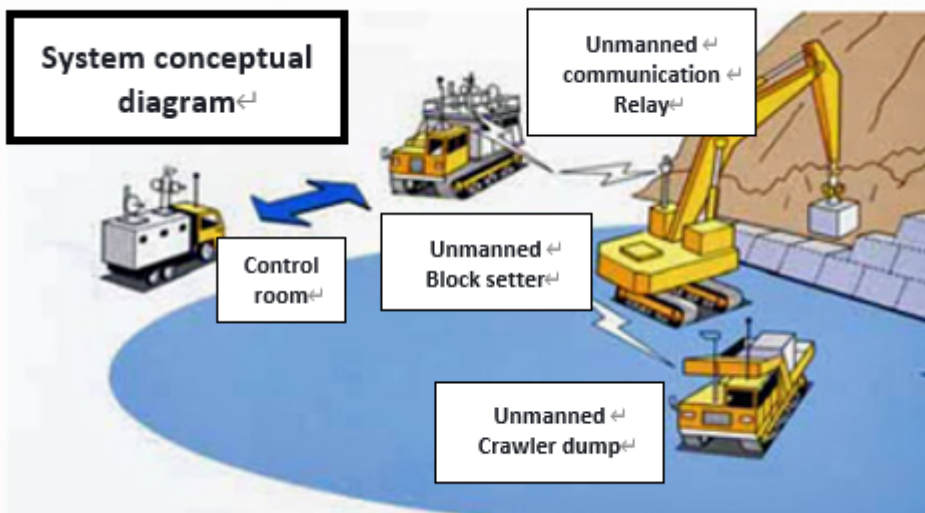 System conceptual
diagram↵
Unmanned ↵
communication ↵
Relay↵
Control
room↵
Unmanned ↵
Block setter↵
Unmanned ↵
Crawler dump↵